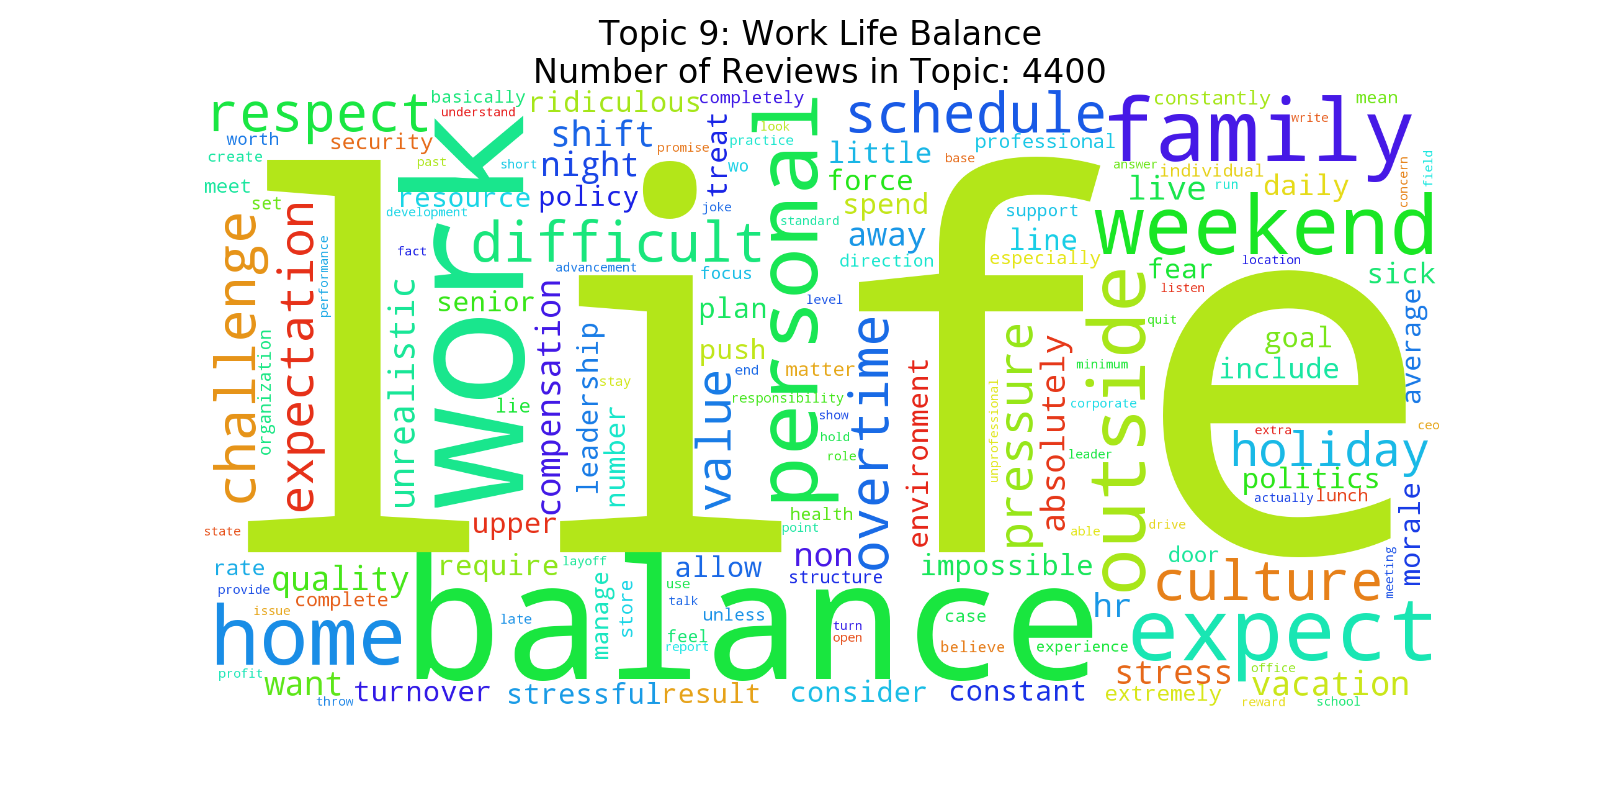 Topic 9: Work Life Balance
Number of Reviews in Topic: 4400
respect
basically
understand
ridiculous
completely
look
schedule
family
constantly
mean
write
worth
security
shift
promise
practice
professional
create
past
short
night
treat
wo
little
base
answer
individual
concern
field
meet
set
resource
policy
joke
force
live
run
daily
development
work
life
difficult
standard
personal
spend
support
weekend
challenge
expectation
performance
fact
advancement
focus
away
line
direction
especially
location
fear
listen
sick
organization
unrealistic
senior
compensation
plan
level
outside
quit
average
leadership
push
end
matter
overtime
pressure
absolutely
minimum
goal
include
lie
stay
number
value
responsibility
show
hold
role
environment
unprofessional
corporate
leader
extra
ceo
holiday
politics
actually
lunch
morale
state
upper
health
point
able
drive
rate
provide
quality
require
layoff
allow
non
structure
impossible
door
culture
meeting
home
issue
complete
balance
late
manage
store
use
talk
unless
feel
report
turn
open
case
believe
experience
hr
expect
profit
want
throw
turnover
stressful
result
consider
constant
stress
extremely
office
vacation
reward
school